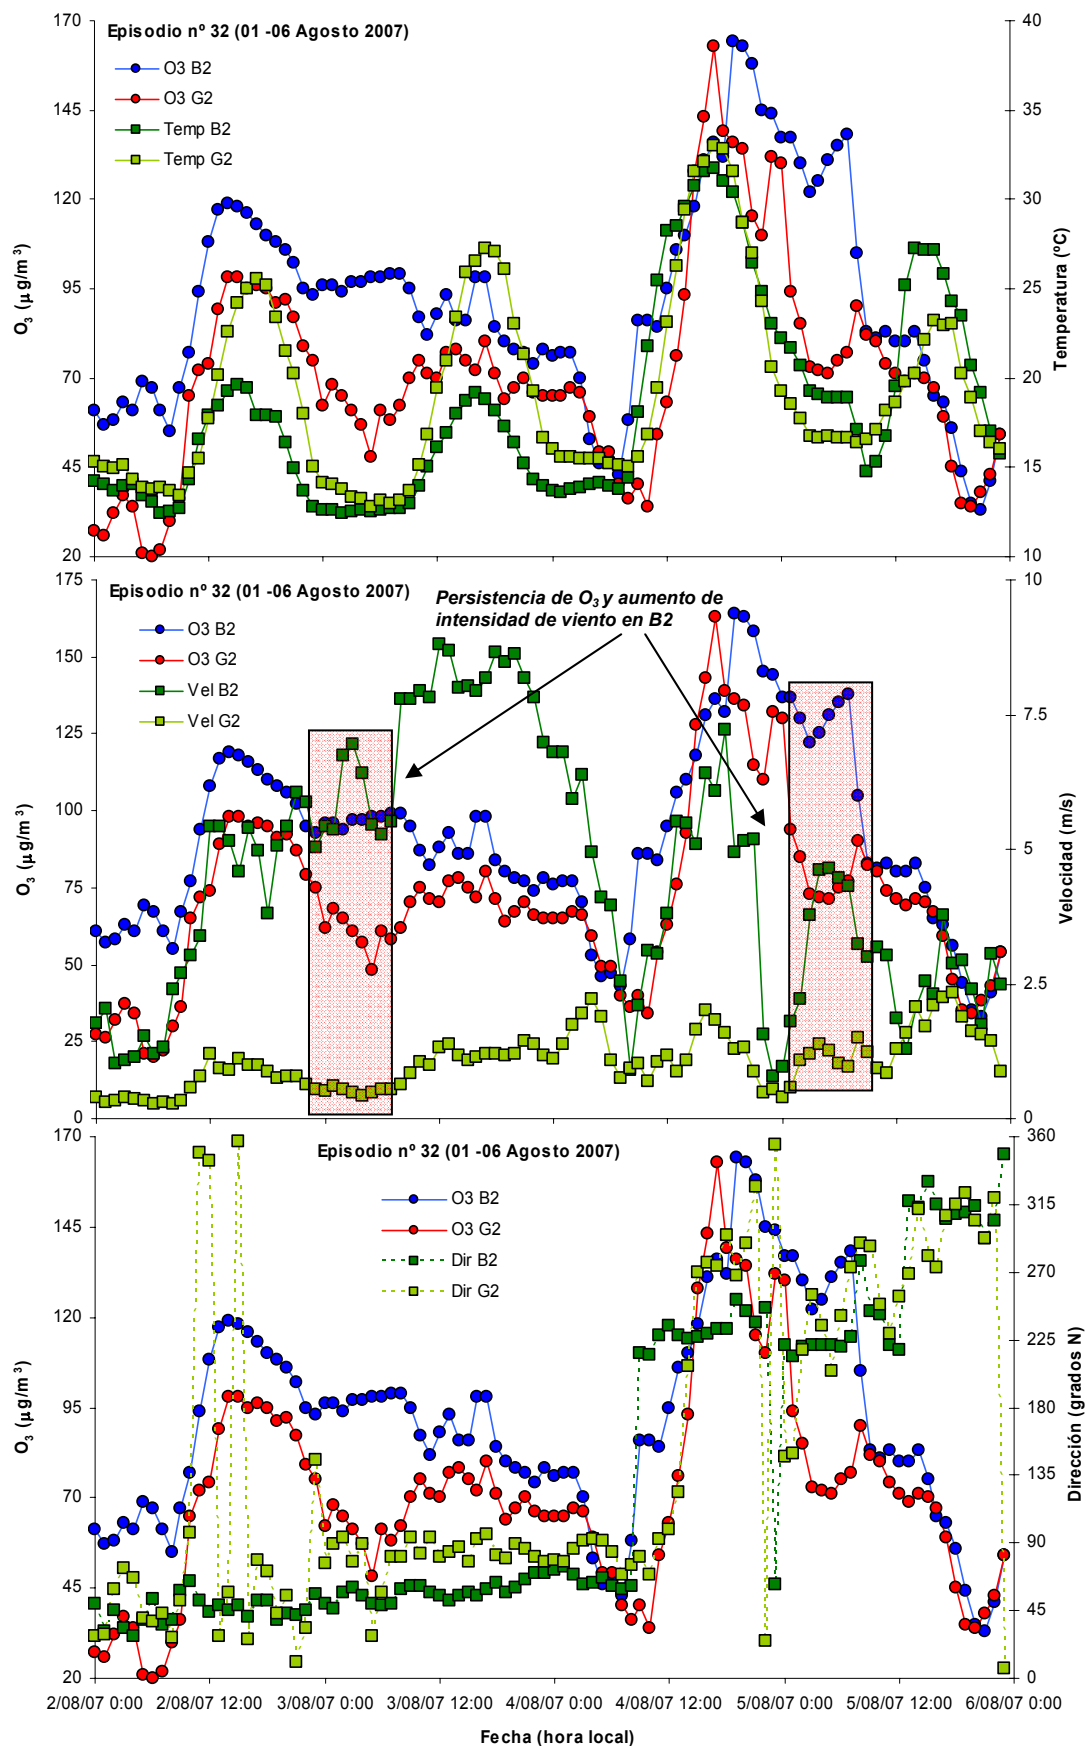 Episodio nº 32 (01 -06 Agosto 2007)
O3 B2
O3 G2
Temp B2
Temp G2
170
145
120
95
70
45
20
O3 (µg/m3)
40
35
30
25
20
15
10
Temperatura (ºC)
Episodio nº 32 (01 -06 Agosto 2007)
Persistencia de O3 y aumento de
intensidad de viento en B2
O3 B2
O3 G2
Vel B2
Vel G2
175
150
125
100
75
50
25
0
O3 (µg/m3)
10
7.5
5
2.5
0
Velocidad (m/s)
Episodio nº 32 (01 -06 Agosto 2007)
O3 B2
O3 G2
Dir B2
Dir G2
170
145
120
95
70
45
20
O3 (µg/m3)
360
315
270
225
180
135
90
45
0
Dirección (grados N)
2/08/07 0:00 2/08/07 12:00 3/08/07 0:00 3/08/07 12:00 4/08/07 0:00 4/08/07 12:00 5/08/07 0:00 5/08/07 12:00 6/08/07 0:00
Fecha (hora local)